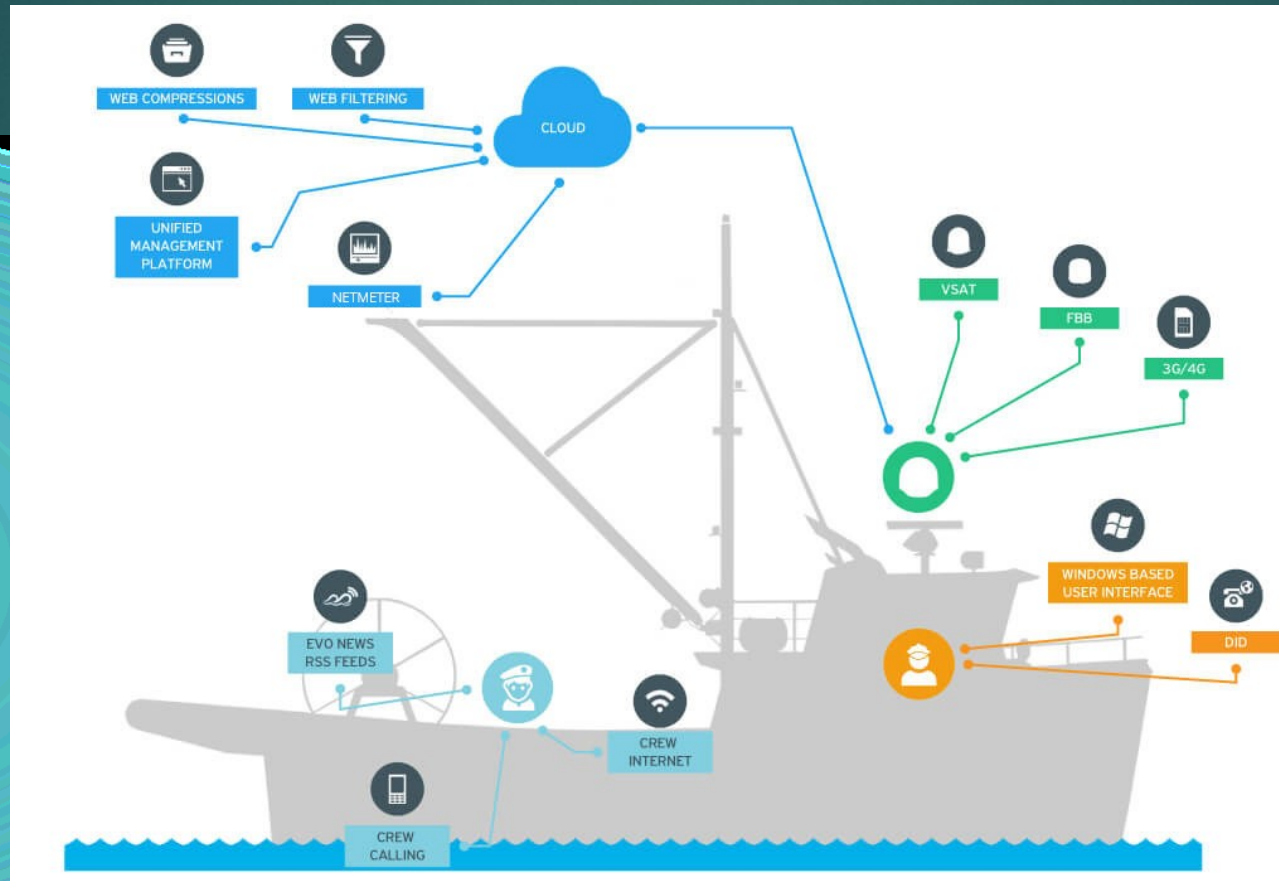 WEB COMPRESSIONS
WEB FILTERING
CLOUD
UNIFIED
MANAGEMENT
PLATFORM
NETMETER
VSAT
FBB
3G/4G
WINDOWS BASED
USER INTERFACE
DID
EVO NEWS
RSS FEEDS
CREW
INTERNET
CREW
CALLING